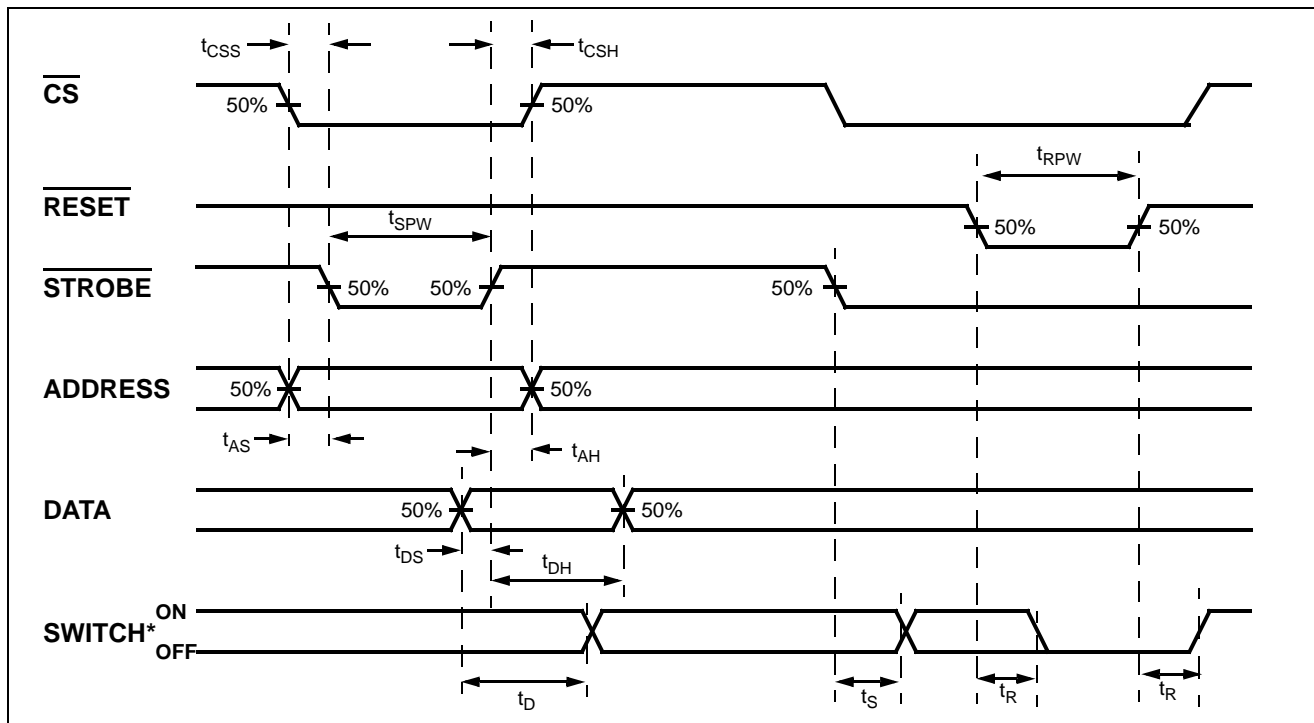 tCSS
tCSH
CS
50%
50%
tRPW
RESET
tSPW
50%
50%
STROBE
50%
50%
50%
ADDRESS
50%
50%
tAS
tAH
DATA
50%
50%
tDS
tDH
ON
SWITCH*
OFF
tD
tS
tR
tR